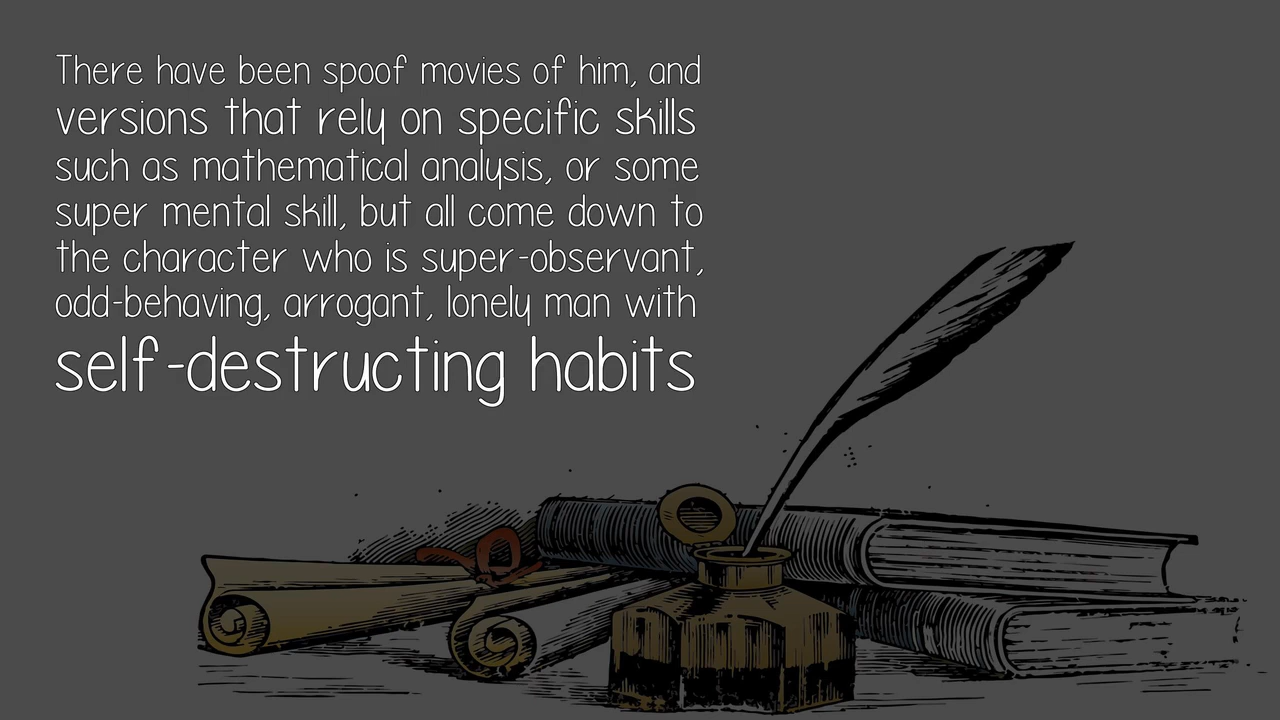 There have been spoof movies of him, and
versions that rely on specific skills
such as mathematical analysis, or some
super mental skill, but all come down to
the character who is super-observant,
odd-behaving, arrogant, lonely man with
self-destructing habits